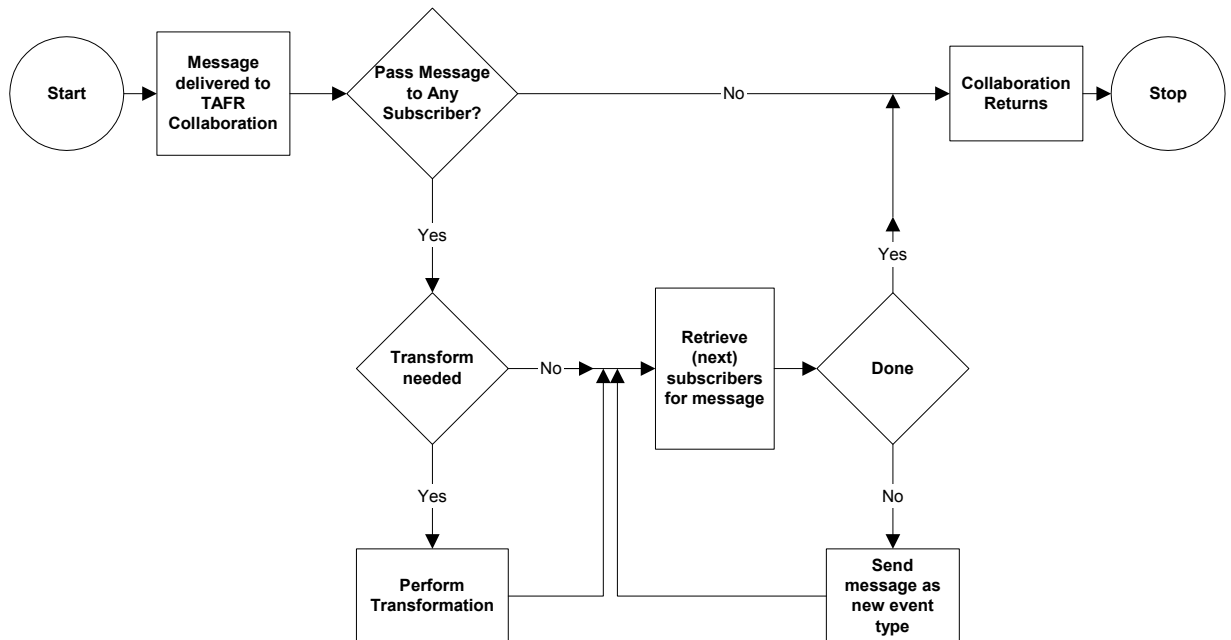 Start
Message
delivered to
TAFR
Collaboration
Pass Message
to Any
Subscriber?
No
Collaboration
Returns
Stop
Yes
Yes
Transform
needed
No
Retrieve
(next)
subscribers
for message
Done
Yes
No
Perform
Transformation
Send
message as
new event
type